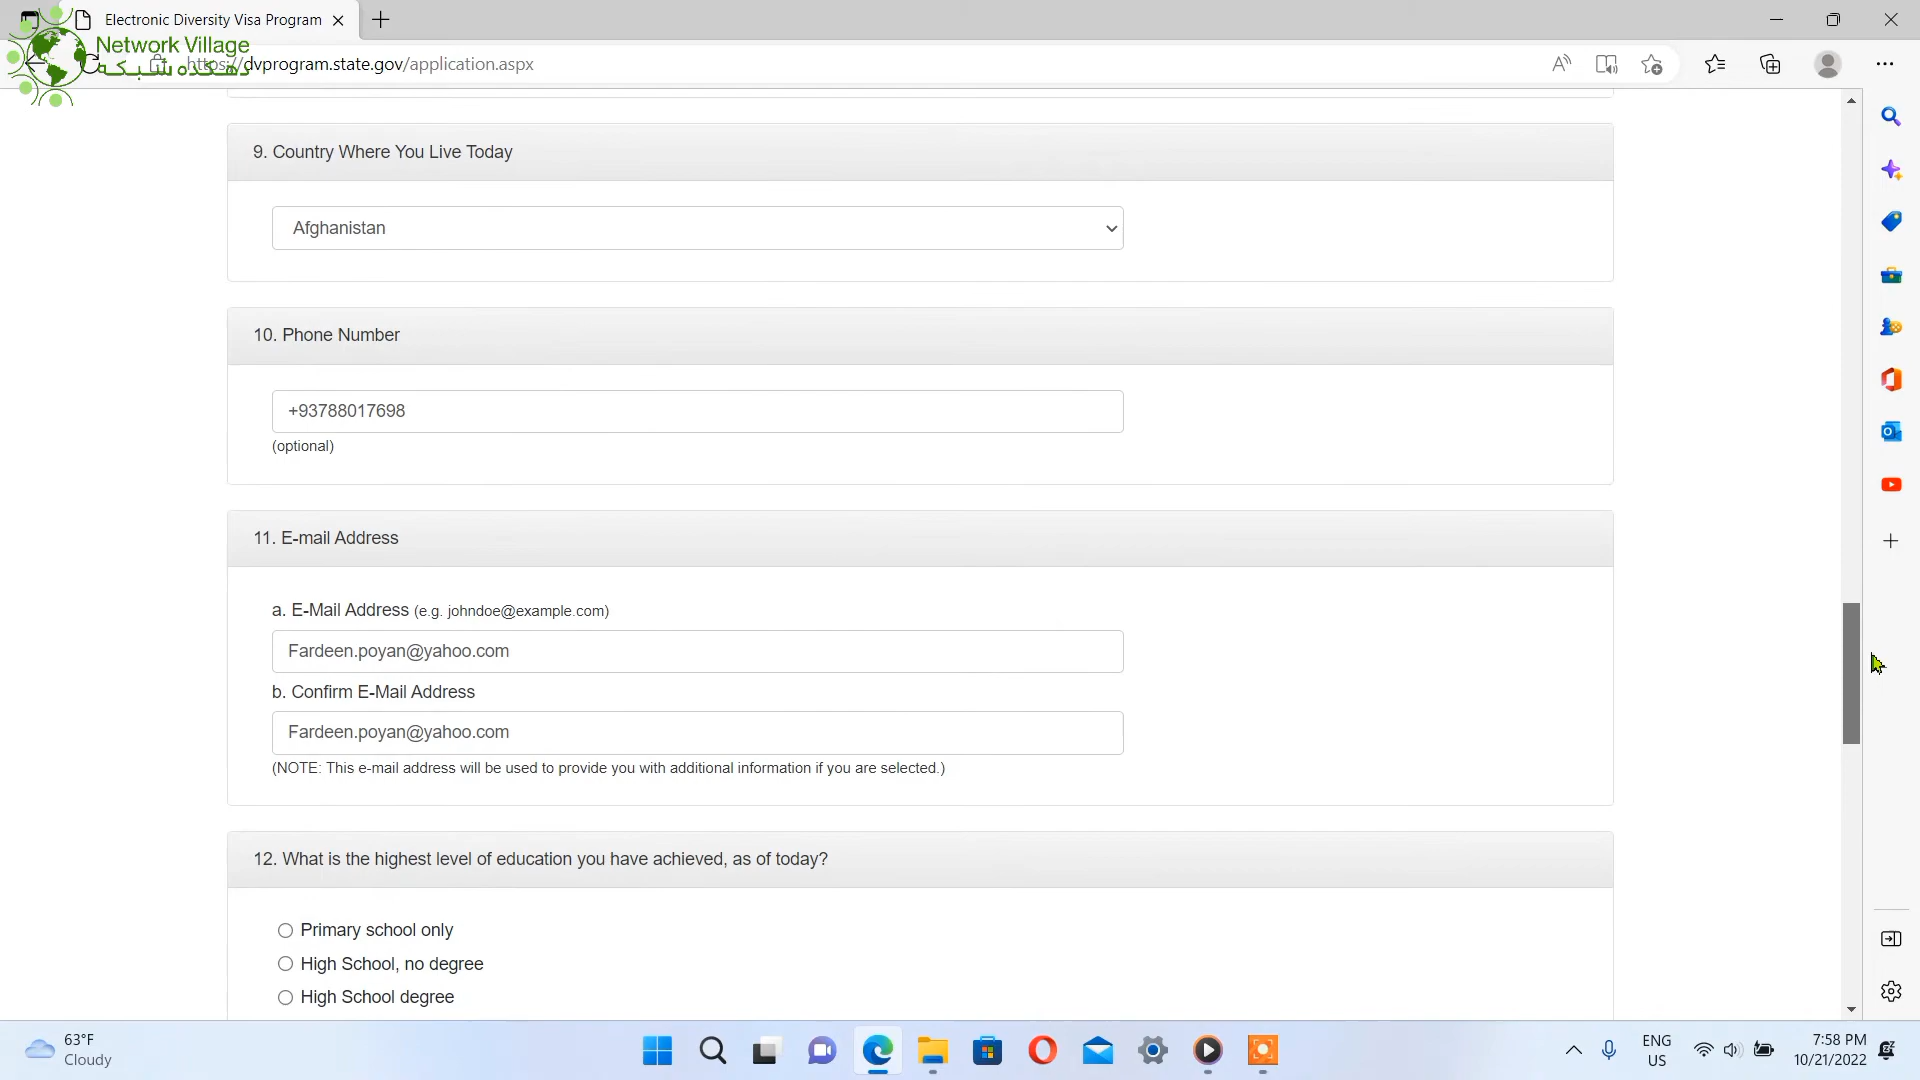 Electronic Diversity Visa Program
Network Village
دهکده شبکه
https://dvprogram.state.gov/application.aspx
9. Country Where You Live Today
Afghanistan
10. Phone Number
+93788017698
(optional)
11. E-mail Address
a. E-Mail Address (e.g. johndoe@example.com)
Fardeen.poyan@yahoo.com
b. Confirm E-Mail Address
Fardeen.poyan@yahoo.com
(NOTE: This e-mail address will be used to provide you with additional information if you are selected.)
12. What is the highest level of education you have achieved, as of today?
Primary school only
High School, no degree
High School degree
63°F
Cloudy
ENG
US
7:58 PM
10/21/2022